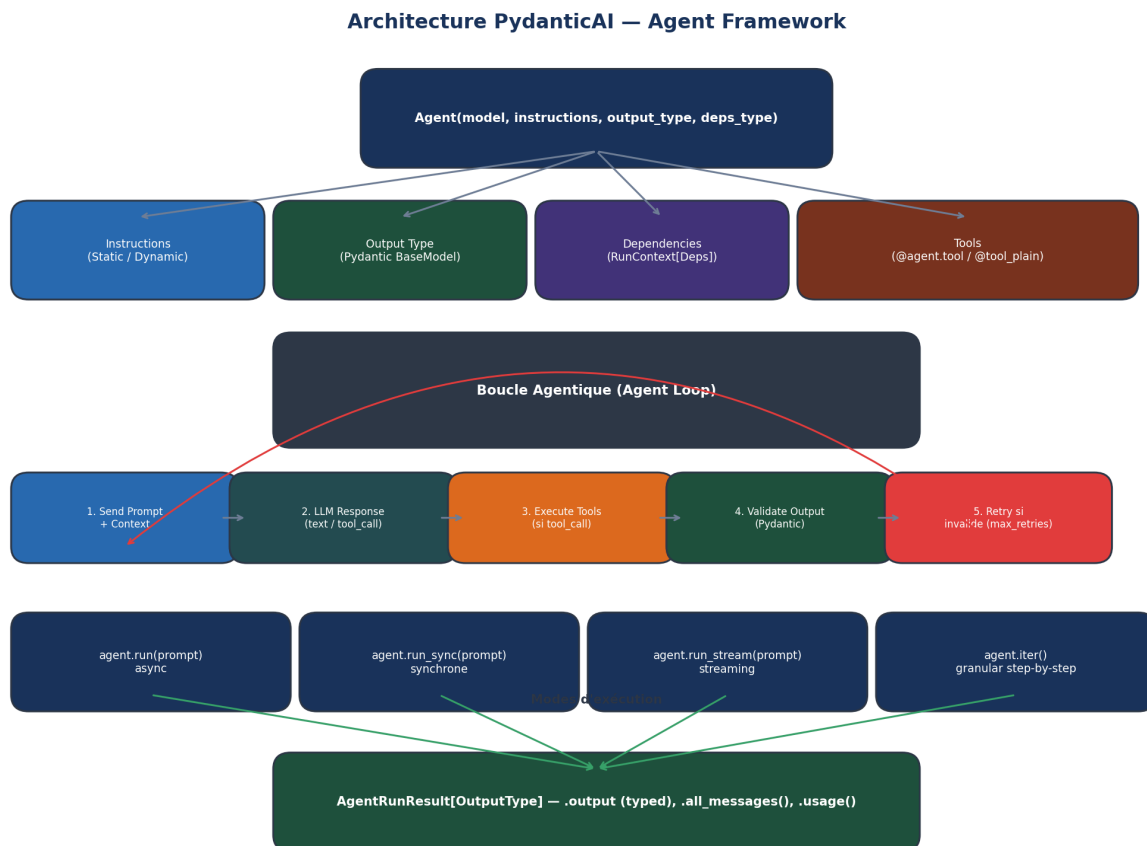 Architecture PydanticAI — Agent Framework
Agent(model, instructions, output_type, deps_type)
Instructions
(Static / Dynamic)
Output Type
(Pydantic BaseModel)
Dependencies
(RunContext[Deps])
Tools
(@agent.tool / @tool_plain)
Boucle Agentique (Agent Loop)
1. Send Prompt
+ Context
2. LLM Response
(text / tool_call)
3. Execute Tools
(si tool_call)
4. Validate Output
(Pydantic)
5. Retry si
invalide (max_retries)
agent.run(prompt)
async
agent.run_sync(prompt)
synchrone
agent.run_stream(prompt)
streaming
agent.iter()
granular step-by-step
Modes d'execution
AgentRunResult[OutputType] — .output (typed), .all_messages(), .usage()